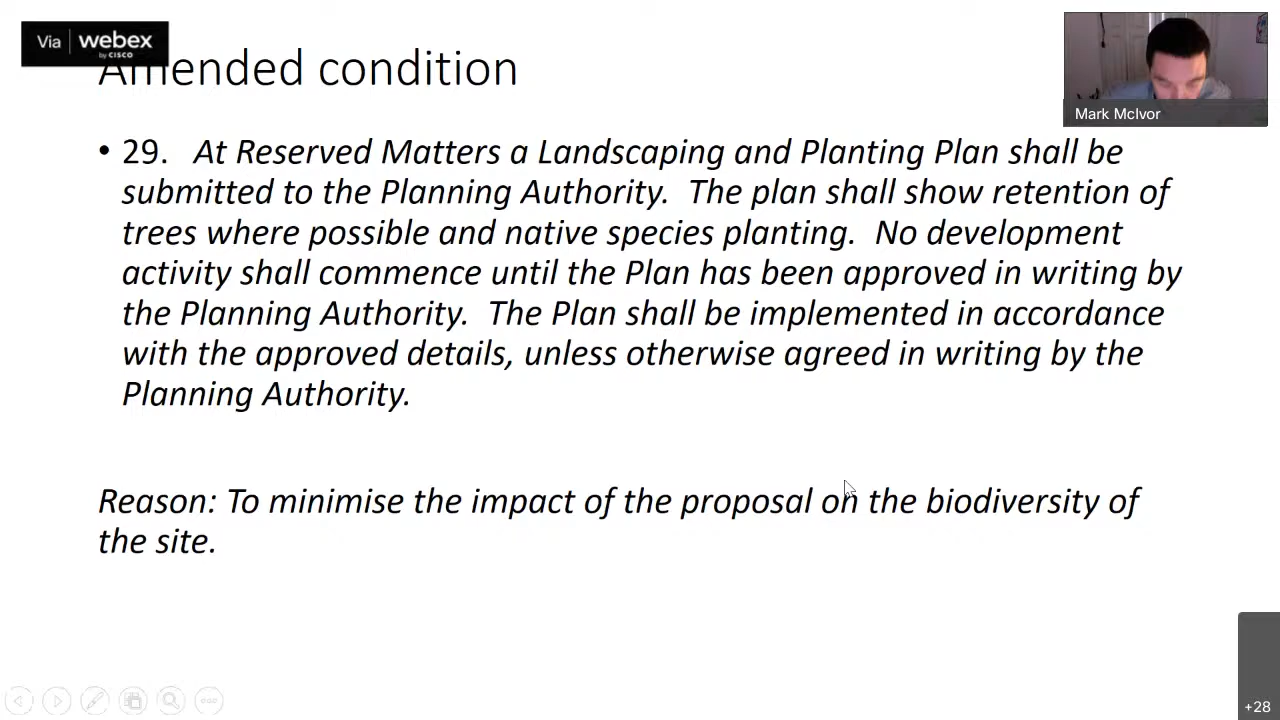 Via webex
by CISCO
Amended condition
Mark McIvor
• 29. At Reserved Matters a Landscaping and Planting Plan shall be
submitted to the Planning Authority. The plan shall show retention of
trees where possible and native species planting. No development
activity shall commence until the Plan has been approved in writing by
the Planning Authority. The Plan shall be implemented in accordance
with the approved details, unless otherwise agreed in writing by the
Planning Authority.
Reason: To minimise the impact of the proposal on the biodiversity of
the site.
+28